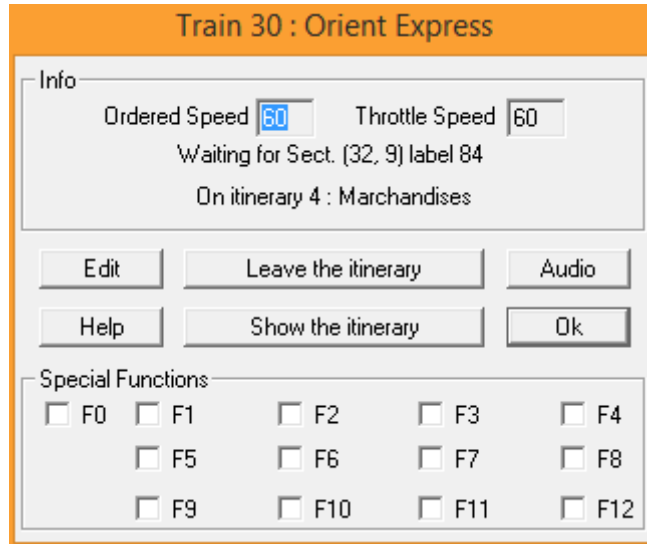 Train 30 : Orient Express
Info
Ordered Speed 60 Throttle Speed 60
Waiting for Sect. (32, 9) label 84
On itinerary 4 : Marchandises
Edit Leave the itinerary Audio
Help Show the itinerary Ok
Special Functions
F0 F1 F2 F3 F4
F5 F6 F7 F8
F9 F10 F11 F12